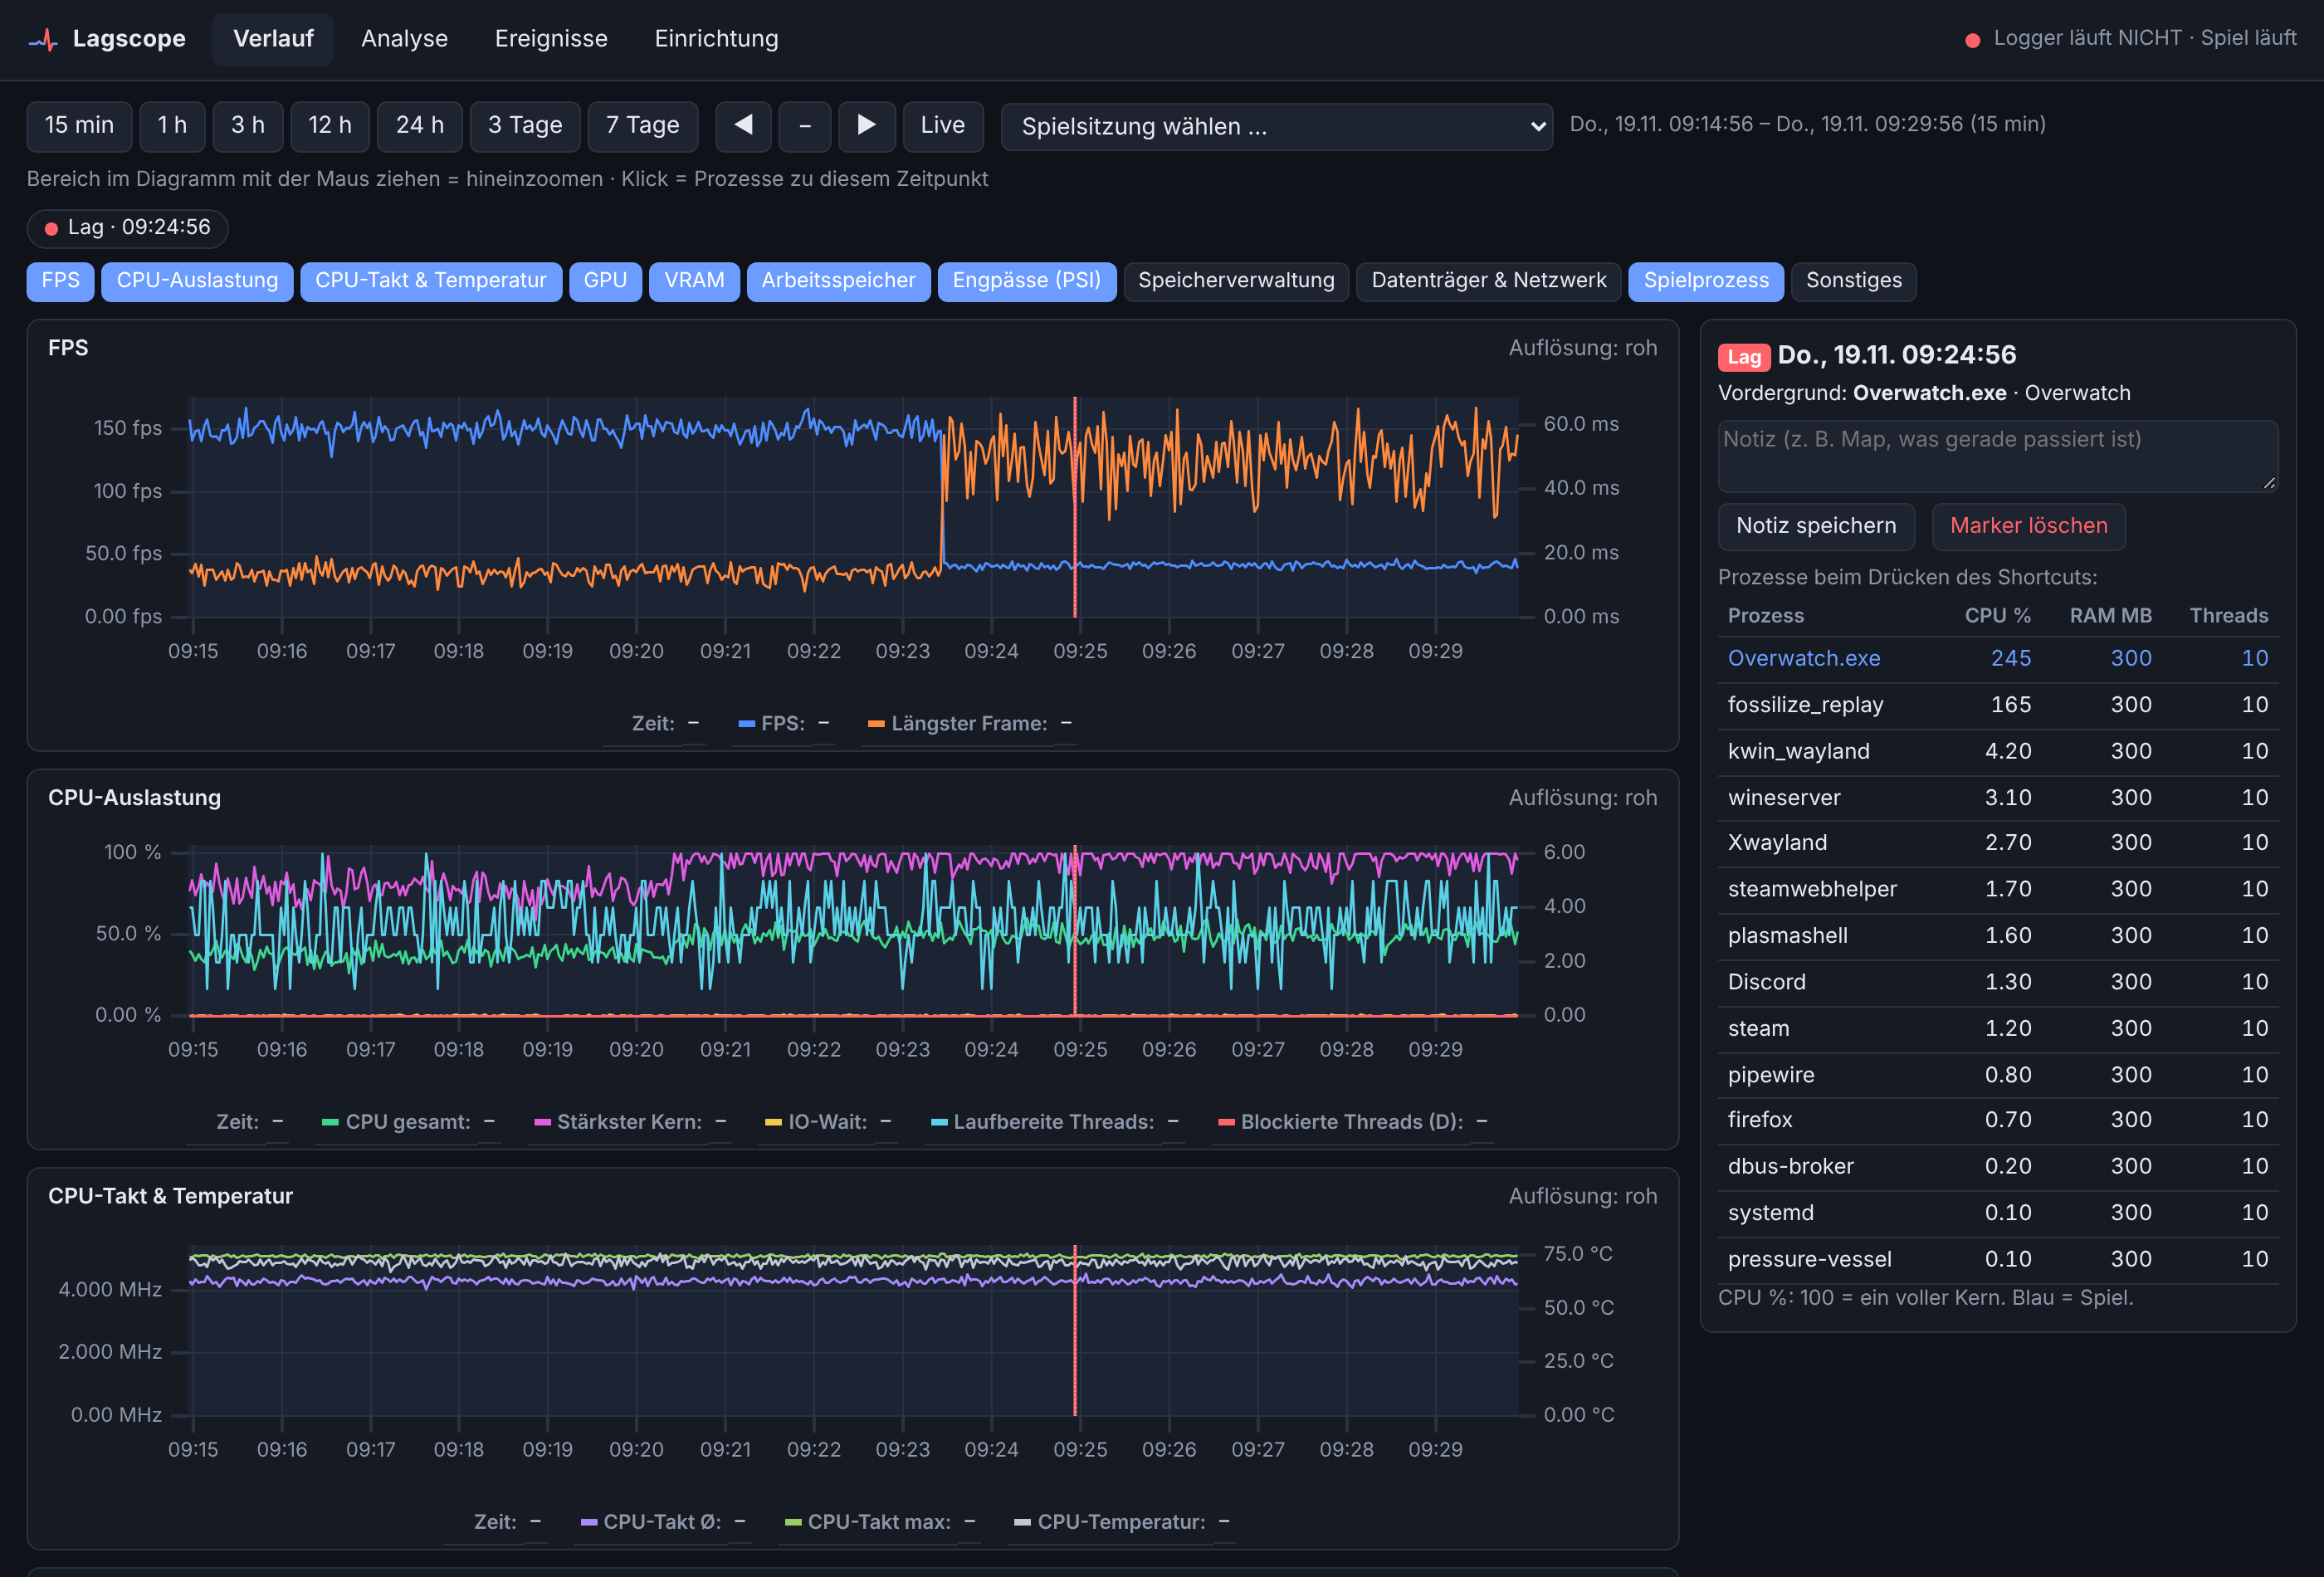 Lagscope Verlauf Analyse Ereignisse Einrichtung Logger läuft NICHT · Spiel läuft
15 min 1 h 3 h 12 h 24 h 3 Tage 7 Tage ◀ – ▶ Live Spielsitzung wählen ... Do., 19.11. 09:14:56 – Do., 19.11. 09:29:56 (15 min)
Bereich im Diagramm mit der Maus ziehen = hineinzoomen · Klick = Prozesse zu diesem Zeitpunkt
Lag · 09:24:56
FPS CPU-Auslastung CPU-Takt & Temperatur GPU VRAM Arbeitsspeicher Engpässe (PSI) Speicherverwaltung Datenträger & Netzwerk Spielprozess Sonstiges
FPS Auflösung: roh
150 fps 60.0 ms
100 fps 40.0 ms
50.0 fps 20.0 ms
0.00 fps 0.00 ms
09:15 09:16 09:17 09:18 09:19 09:20 09:21 09:22 09:23 09:24 09:25 09:26 09:27 09:28 09:29
Zeit: – FPS: – Längster Frame: –
CPU-Auslastung Auflösung: roh
100 % 6.00
4.00
50.0 %
2.00
0.00 % 0.00
09:15 09:16 09:17 09:18 09:19 09:20 09:21 09:22 09:23 09:24 09:25 09:26 09:27 09:28 09:29
Zeit: – CPU gesamt: – Stärkster Kern: – IO-Wait: – Laufbereite Threads: – Blockierte Threads (D): –
CPU-Takt & Temperatur Auflösung: roh
75.0 °C
4.000 MHz
50.0 °C
2.000 MHz
25.0 °C
0.00 MHz 0.00 °C
09:15 09:16 09:17 09:18 09:19 09:20 09:21 09:22 09:23 09:24 09:25 09:26 09:27 09:28 09:29
Zeit: – CPU-Takt Ø: – CPU-Takt max: – CPU-Temperatur: –
Lag Do., 19.11. 09:24:56
Vordergrund: Overwatch.exe · Overwatch
Notiz (z. B. Map, was gerade passiert ist)
Notiz speichern Marker löschen
Prozesse beim Drücken des Shortcuts:
Prozess CPU % RAM MB Threads
Overwatch.exe 245 300 10
fossilize_replay 165 300 10
kwin_wayland 4.20 300 10
wineserver 3.10 300 10
Xwayland 2.70 300 10
steamwebhelper 1.70 300 10
plasmashell 1.60 300 10
Discord 1.30 300 10
steam 1.20 300 10
pipewire 0.80 300 10
firefox 0.70 300 10
dbus-broker 0.20 300 10
systemd 0.10 300 10
pressure-vessel 0.10 300 10
CPU %: 100 = ein voller Kern. Blau = Spiel.